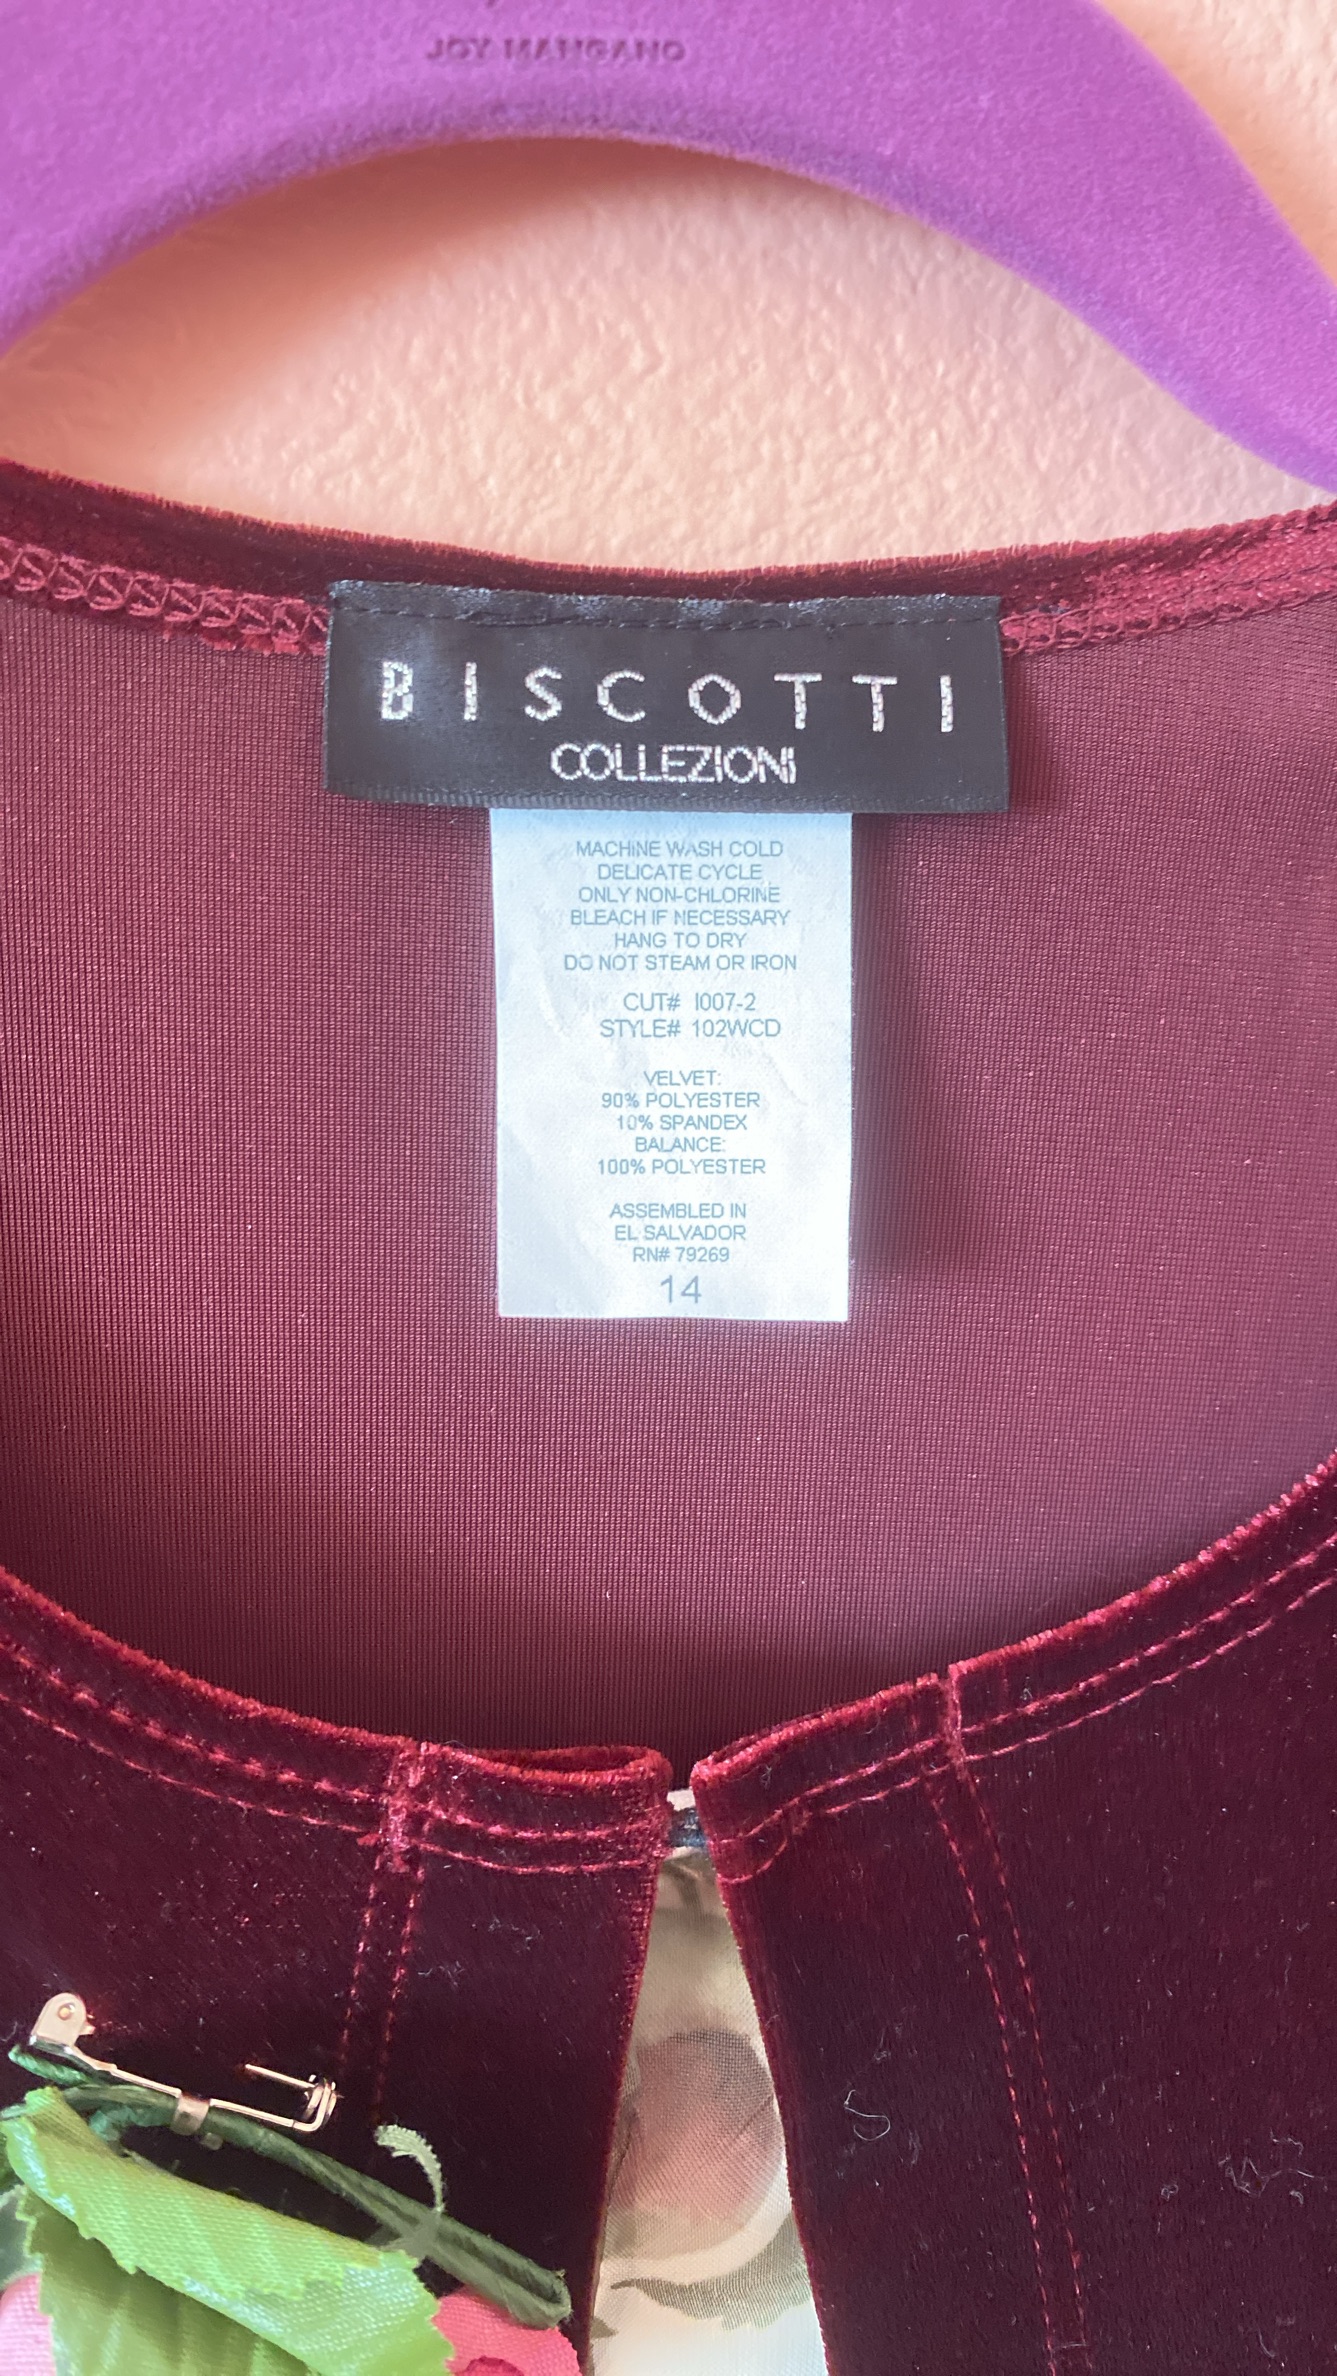 JOY MANGANO
BISCOTTI
COLLEZIONI
MACHINE WASH COLD
DELICATE CYCLE
ONLY NON-CHLORINE
BLEACH IF NECESSARY
HANG TO DRY
DO NOT STEAM OR IRON
CUT# I007-2
STYLE# 102WCD
VELVET:
90% POLYESTER
10% SPANDEX
BALANCE:
100% POLYESTER
ASSEMBLED IN
EL SALVADOR
RN# 79269
14